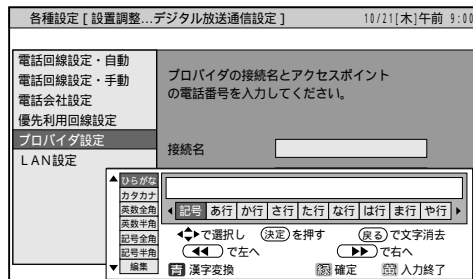 各種設定 [ 設置調整...デジタル放送通信設定 ]
10/21[木]午前 9:00
電話回線設定・自動
電話回線設定・手動
電話会社設定
優先利用回線設定
プロバイダ設定
LAN設定
プロバイダの接続名とアクセスポイント
の電話番号を入力してください。
接続名
ひらがな
カタカナ
英数全角
英数半角
記号全角
記号半角
編集
記号 あ行 か行 さ行 た行 な行 は行 ま行 や行
で選択し 決定 を押す 戻る で文字消去
で左へ で右へ
青 漢字変換 緑 確定 黄 入力終了